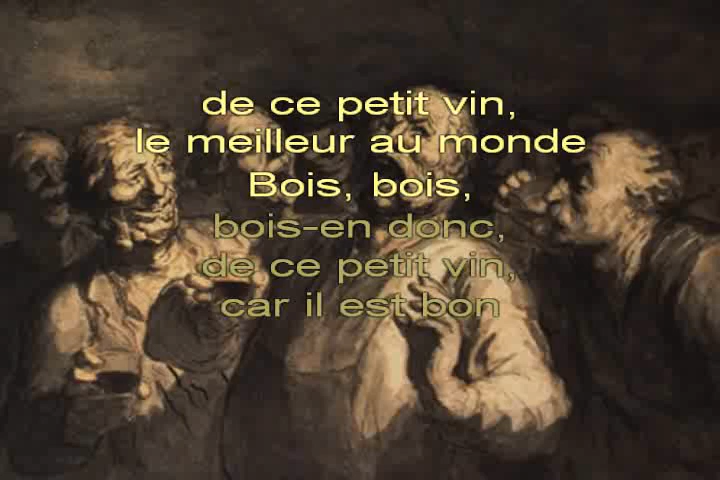 de ce petit vin,
le meilleur au monde
Bois, bois,
bois-en donc,
de ce petit vin,
car il est bon